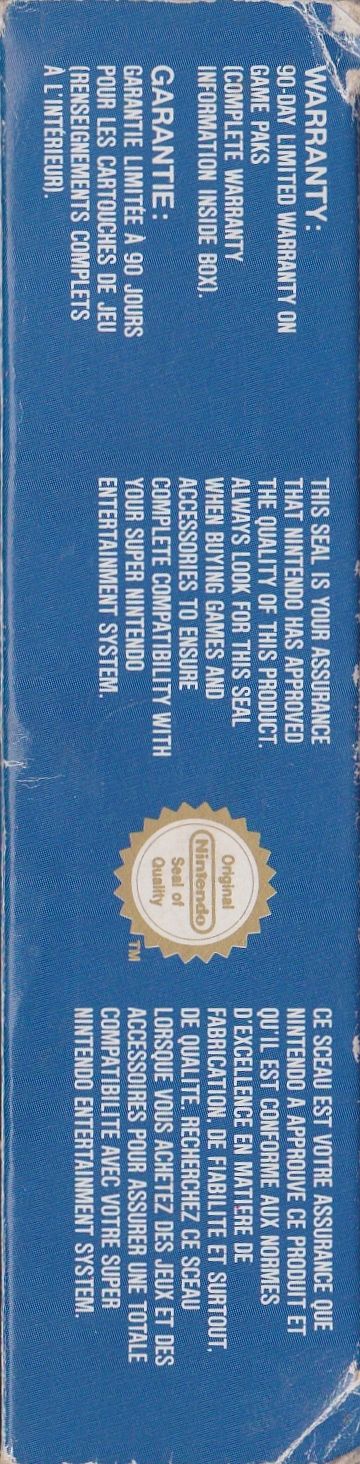 WARRANTY:
90-DAY LIMITED WARRANTY ON
GAME PAKS
(COMPLETE WARRANTY
INFORMATION INSIDE BOX).
GARANTIE:
GARANTIE LIMITÉE À 90 JOURS
POUR LES CARTOUCHES DE JEU
(RENSEIGNEMENTS COMPLETS
À L'INTÉRIEUR).
THIS SEAL IS YOUR ASSURANCE
THAT NINTENDO HAS APPROVED
THE QUALITY OF THIS PRODUCT.
ALWAYS LOOK FOR THIS SEAL
WHEN BUYING GAMES AND
ACCESSORIES TO ENSURE
COMPLETE COMPATIBILITY WITH
YOUR SUPER NINTENDO
ENTERTAINMENT SYSTEM.
Original
Nintendo
Seal of
Quality
TM
CE SCEAU EST VOTRE ASSURANCE QUE
NINTENDO A APPROUVÉ CE PRODUIT ET
QU'IL EST CONFORME AUX NORMES
D'EXCELLENCE EN MATIÈRE DE
FABRICATION, DE FIABILITÉ ET SURTOUT,
DE QUALITÉ. RECHERCHEZ CE SCEAU
LORSQUE VOUS ACHETEZ DES JEUX ET DES
ACCESSOIRES POUR ASSURER UNE TOTALE
COMPATIBILITÉ AVEC VOTRE SUPER
NINTENDO ENTERTAINMENT SYSTEM.